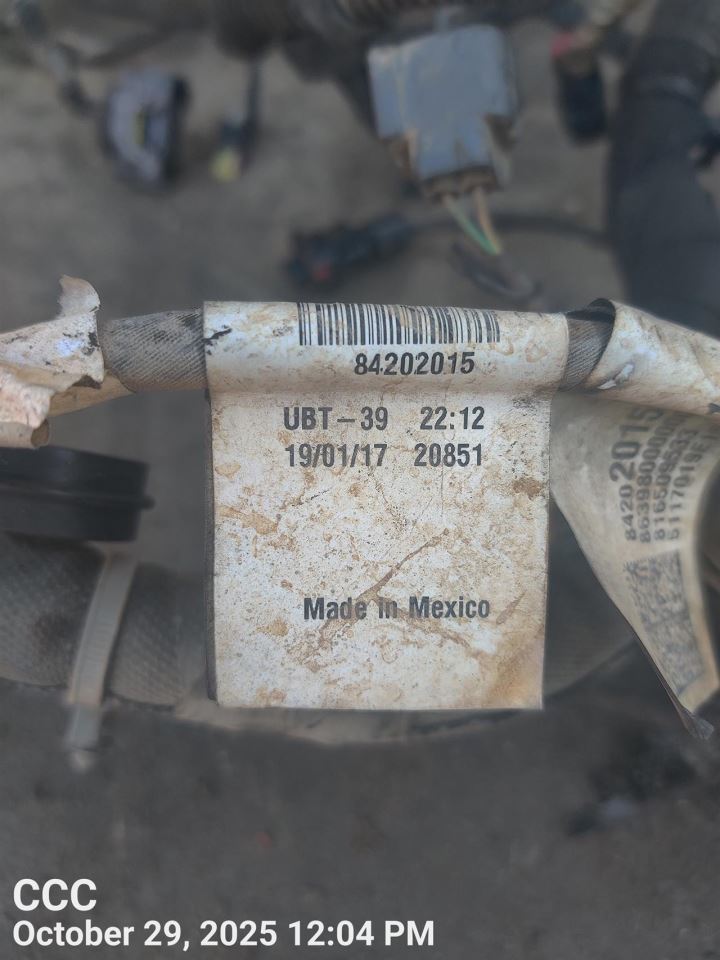 84202015
UBT-39 22:12
19/01/17 20851
Made in Mexico
84202015
CCC
October 29, 2025 12:04 PM